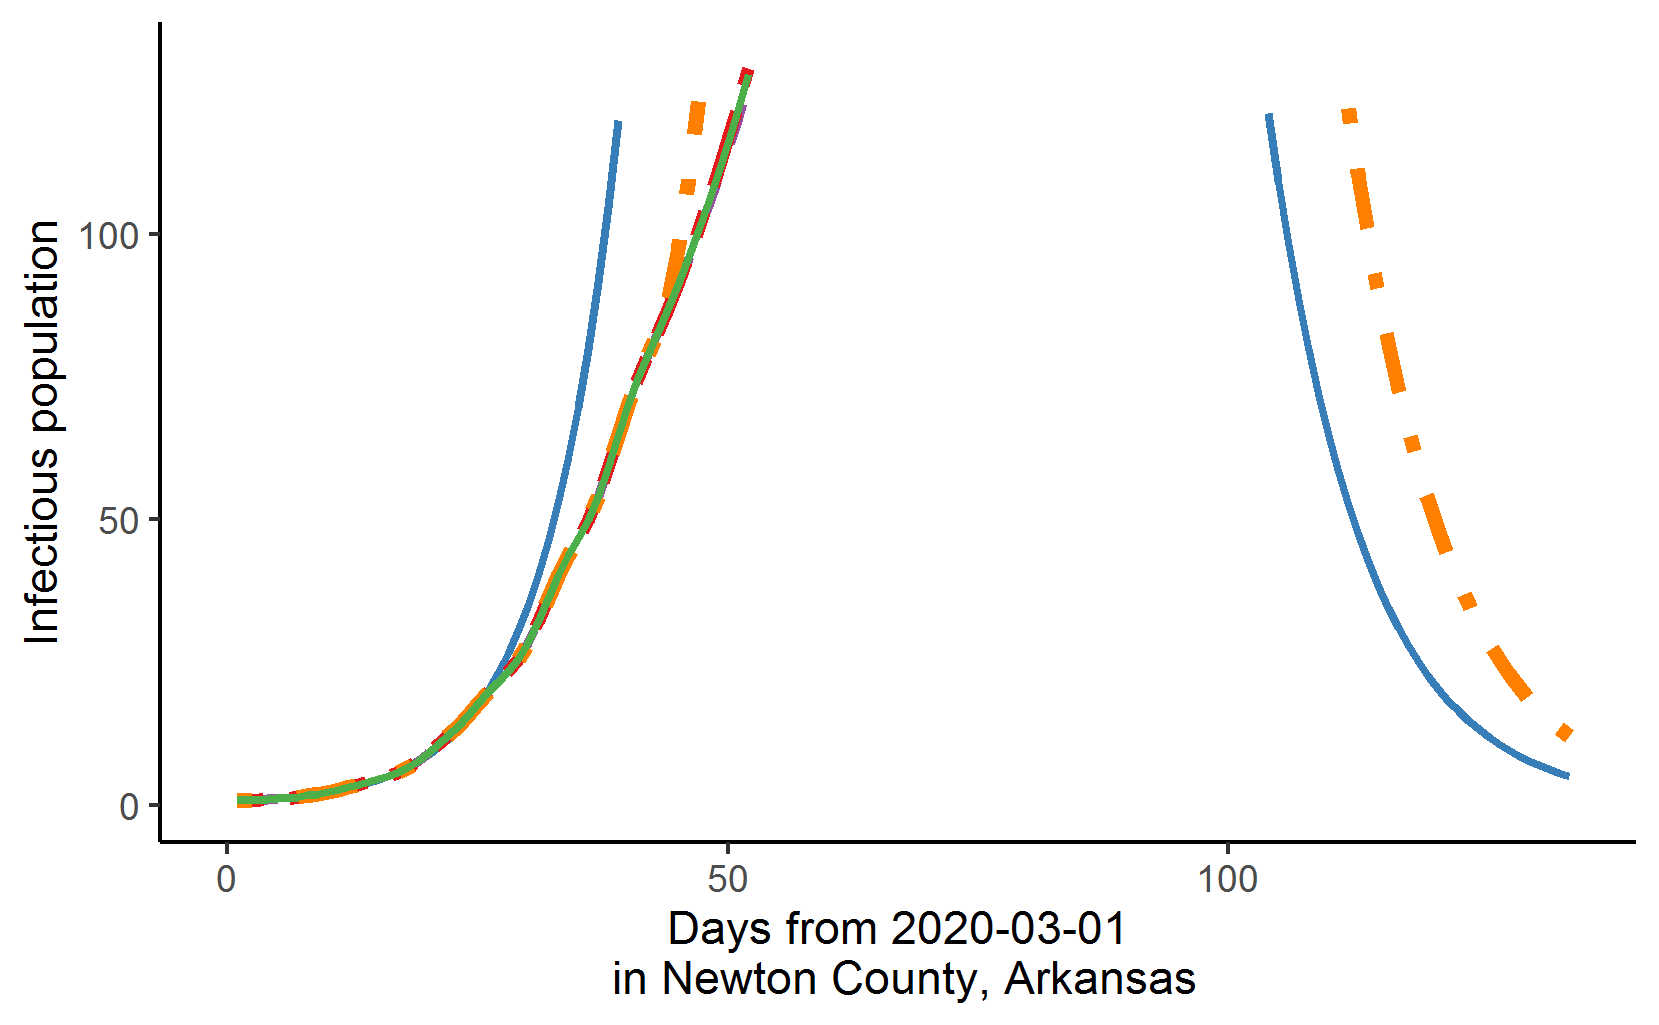 Infectious population
100
50
0
0
50
100
Days from 2020-03-01
in Newton County, Arkansas